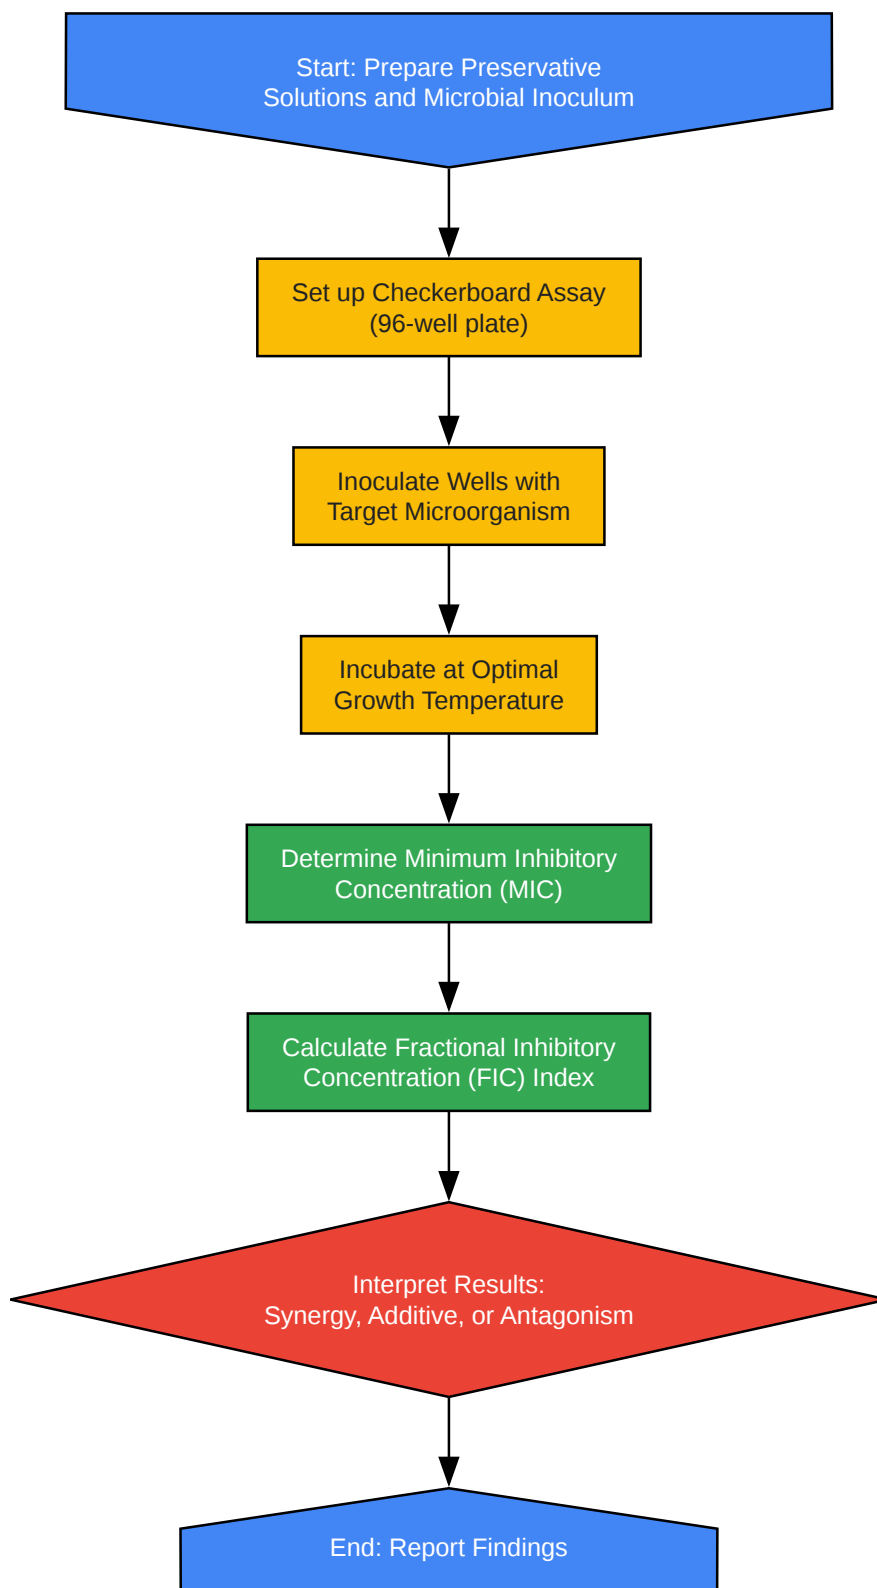 Start: Prepare Preservative
Solutions and Microbial Inoculum
Set up Checkerboard Assay
(96-well plate)
Inoculate Wells with
Target Microorganism
Incubate at Optimal
Growth Temperature
Determine Minimum Inhibitory
Concentration (MIC)
Calculate Fractional Inhibitory
Concentration (FIC) Index
Interpret Results:
Synergy, Additive, or Antagonism
End: Report Findings